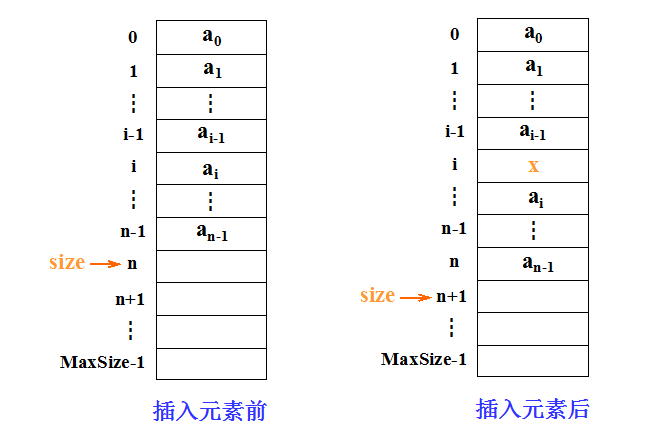 0 a0
1 a1
⋮ ⋮
i-1 ai-1
i ai
⋮ ⋮
n-1 an-1
size n
n+1
⋮
MaxSize-1
插入元素前
0 a0
1 a1
⋮ ⋮
i-1 ai-1
i x
⋮ ai
n-1 ⋮
n an-1
size n+1
⋮
MaxSize-1
插入元素后